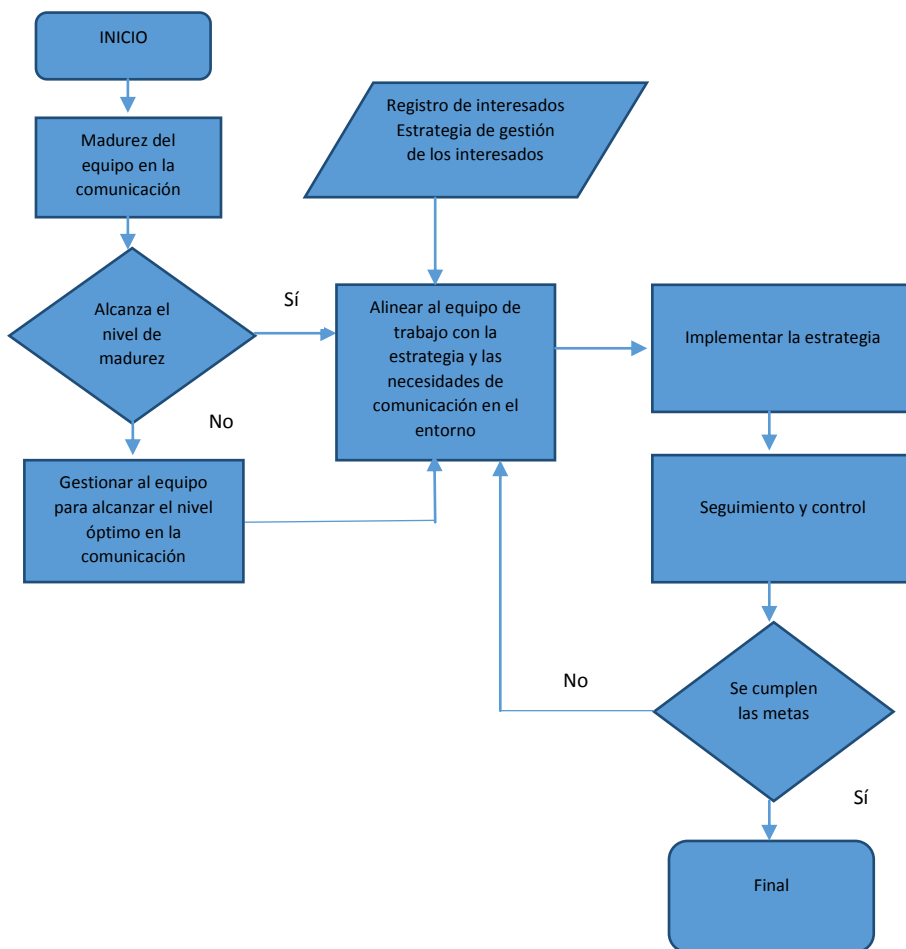 INICIO
Madurez del
equipo en la
comunicación
Registro de interesados
Estrategia de gestión
de los interesados
Alcanza el
nivel de
madurez
Sí
No
Gestionar al equipo
para alcanzar el nivel
óptimo en la
comunicación
Alinear al equipo de
trabajo con la
estrategia y las
necesidades de
comunicación en el
entorno
Implementar la estrategia
Seguimiento y control
Se cumplen
las metas
No
Sí
Final